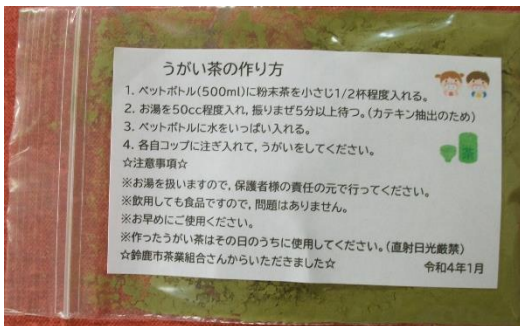 うがい茶の作り方
1. ペットボトル(500ml)に粉末茶を小さじ1/2杯程度入れる。
2. お湯を50cc程度入れ, 振りまぜ5分以上待つ。(カテキン抽出のため)
3. ペットボトルに水をいっぱい入れる。
4. 各自コップに注ぎ入れて, うがいをしてください。
茶
☆注意事項☆
※お湯を扱いますので, 保護者様の責任の元で行ってください。
※飲用しても食品ですので, 問題はありません。
※お早めにご使用ください。
※作ったうがい茶はその日のうちに使用してください。(直射日光厳禁)
☆鈴鹿市茶業組合さんからいただきました☆ 令和4年1月